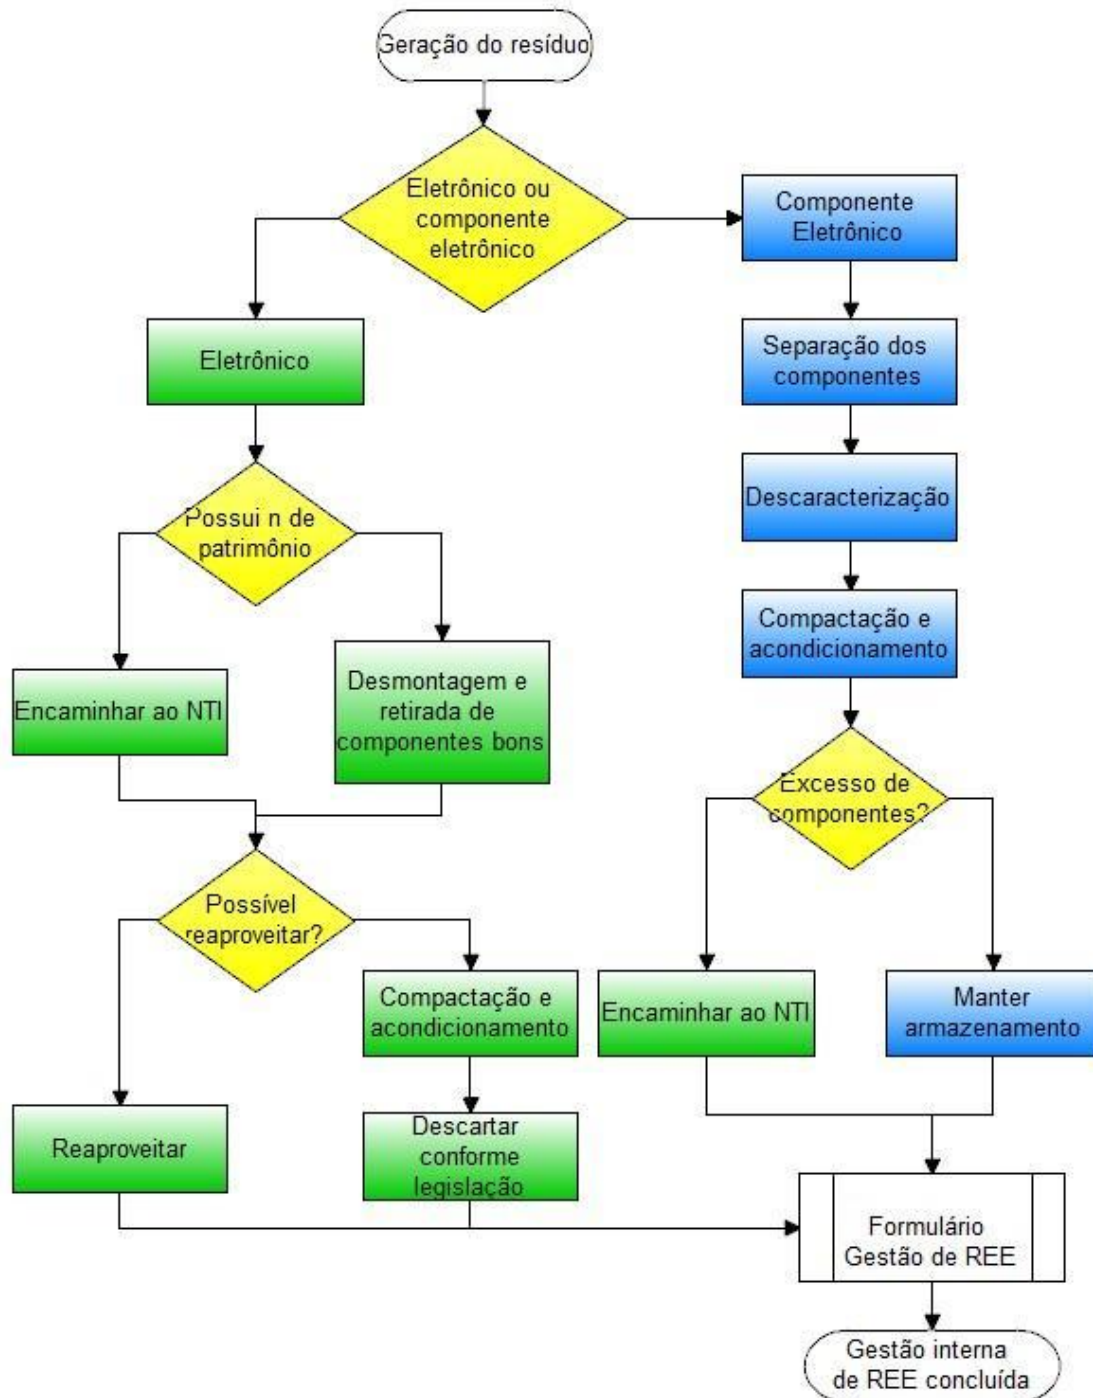 Geração do resíduo
Eletrônico ou
componente
eletrônico
Componente
Eletrônico
Eletrônico
Separação dos
componentes
Possui n de
patrimônio
Descaracterização
Encaminhar ao NTI
Desmontagem e
retirada de
componentes bons
Compactação e
acondicionamento
Excesso de
componentes?
Possível
reaproveitar?
Compactação e
acondicionamento
Encaminhar ao NTI
Manter
armazenamento
Reaproveitar
Descartar
conforme
legislação
Formulário
Gestão de REE
Gestão interna
de REE concluída